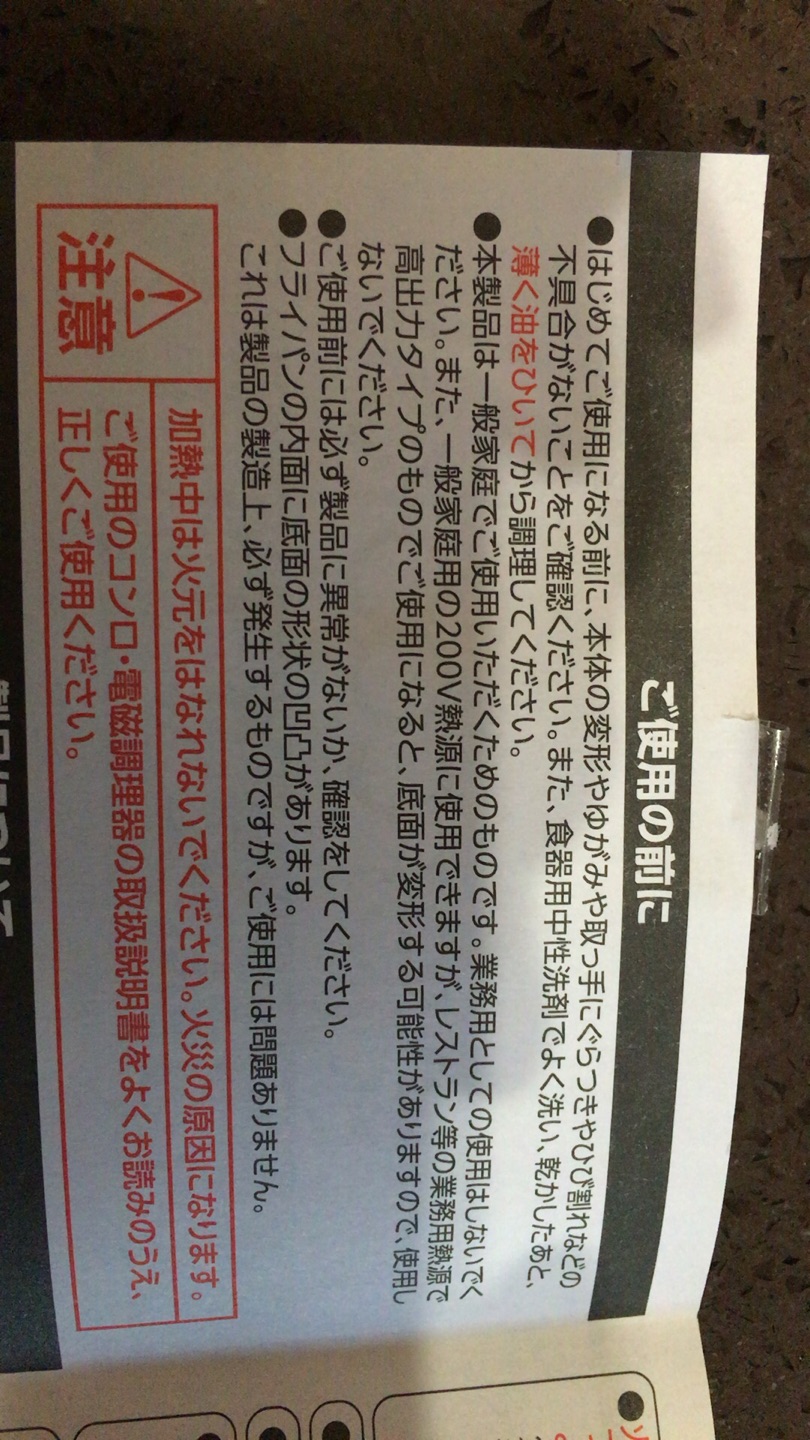 ご使用の前に
●はじめてご使用になる前に、本体の変形やゆがみや取っ手にぐらつきやひび割れなどの
不具合がないことをご確認ください。また、食器用中性洗剤でよく洗い、乾かしたあと、
薄く油をひいてから調理してください。
●本製品は一般家庭でご使用いただくためのものです。業務用としての使用はしないでく
ださい。また、一般家庭用の200V熱源に使用できますが、レストラン等の業務用熱源で
高出力タイプのものでご使用になると、底面が変形する可能性がありますので、使用し
ないでください。
●ご使用前には必ず製品に異常がないか、確認をしてください。
●フライパンの内面に底面の形状の凹凸があります。
これは製品の製造上、必ず発生するものですが、ご使用には問題ありません。
注意
加熱中は火元をはなれないでください。火災の原因になります。
ご使用のコンロ・電磁調理器の取扱説明書をよくお読みのうえ、
正しくご使用ください。